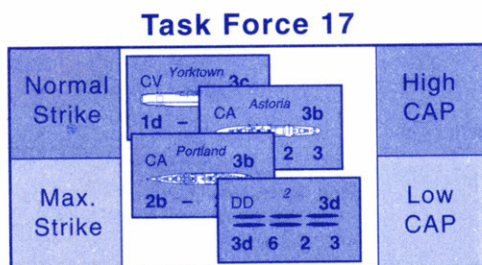 Task Force 17
Normal Strike
High CAP
Max. Strike
Low CAP
CV Yorktown 3c
1d -
CA Astoria 3b
2 3
CA Portland 3b
2b -
DD 2 3d
3d 6 2 3